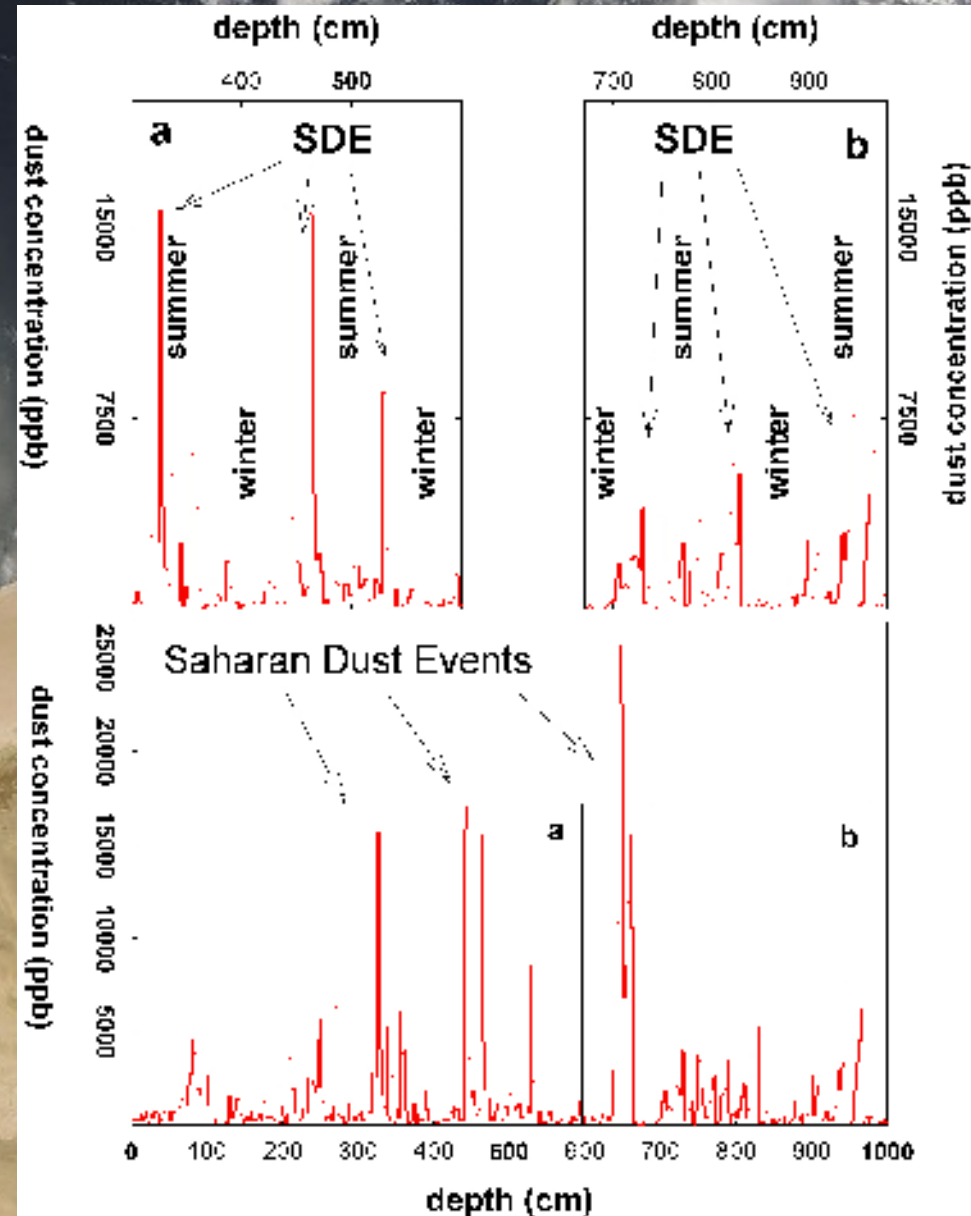 depth (cm)
depth (cm)
400 500
700 800 900
a
SDE
SDE
b
dust concentration (ppb)
15000
7500
summer
winter
summer
winter
winter
summer
winter
summer
15000
7500
dust concentration (ppb)
dust concentration (ppb)
25000
20000
15000
10000
5000
Saharan Dust Events
a
b
0 100 200 300 400 500 600 700 800 900 1000
depth (cm)